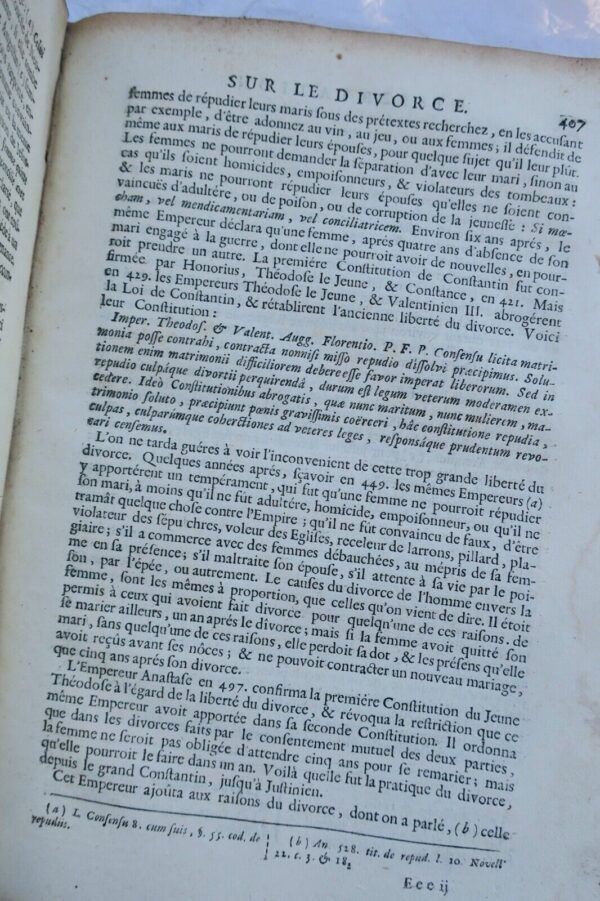 SUR LE DIVORCE.
407
femmes de répudier leurs maris sous des prétextes recherchez, en les accusant
par exemple, d'être adonnez au vin, au jeu, ou aux femmes; il défendit de
même aux maris de répudier leurs épouses, pour quelque sujet qu'il leur plût.
Les femmes ne pourront demander la séparation d'avec leur mari, sinon au
cas qu'ils soient homicides, empoisonneurs, & violateurs des tombeaux:
& les maris ne pourront répudier leurs épouses qu'elles ne soient con-
vaincuës d'adultére, ou de poison, ou de corruption de la jeunesse: Si mœ-
cham, vel mendicamentariam, vel conciliatricem. Environ six ans aprés, le
même Empereur déclara qu'une femme, aprés quatre ans d'absence de son
mari engagé à la guerre, dont elle ne pourroit avoir de nouvelles, en pour-
roit prendre un autre. La premiére Constitution de Constantin fut con-
firmée par Honorius, Théodose le Jeune, & Constance, en 421. Mais
en 429. les Empereurs Théodose le Jeune, & Valentinien III. abrogérent
la Loi de Constantin, & rétablirent l'ancienne liberté du divorce. Voici
leur Constitution:
Imper. Theodos. & Valent. Augg. Florentio. P. F. P. Consensu licita matri-
monia posse contrahi, contracta nonnisi misso repudio dissolvi præcipimus. Solu-
tionem enim matrimonii difficiliorem debere esse favor imperat liberorum. Sed in
repudio culpâque divortii perquirendâ, durum est legum veterum moderamen ex-
cedere. Ideò Constitutionibus abrogatis, quæ nunc maritum, nunc mulierem, ma-
trimonio soluto, præcipiunt pœnis gravissimis coërceri, hâc constitutione repudia,
culpas, culparúmque coherctiones ad veteres leges, responsáque prudentum revo-
cari censemus.
L'on ne tarda guéres à voir l'inconvenient de cette trop grande liberté du
divorce. Quelques années aprés, sçavoir en 449. les mêmes Empereurs (a)
y apportérent un tempérament, qui fut qu'une femme ne pourroit répudier
son mari, à moins qu'il ne fût adultére, homicide, empoisonneur, ou qu'il ne
tramât quelque chose contre l'Empire; qu'il ne fût convaincu de faux, d'être
violateur des sépu chres, voleur des Eglises, receleur de larrons, pillard, pla-
giaire; s'il a commerce avec des femmes débauchées, au mépris de sa fem-
me en sa présence; s'il maltraite son épouse, s'il attente à sa vie par le poi-
son, par l'épée, ou autrement. Le causes du divorce de l'homme envers la
femme, sont les mêmes à proportion, que celles qu'on vient de dire. Il étoit
permis à ceux qui avoient fait divorce pour quelqu'une de ces raisons. de
se marier ailleurs, un an aprés le divorce; mais si la femme avoit quitté son
mari, sans quelqu'une de ces raisons, elle perdoit sa dot, & les présens qu'elle
avoit reçûs avant ses nôces; & ne pouvoit contracter un nouveau mariage,
que cinq ans aprés son divorce.
L'Empereur Anastase en 497. confirma la premiére Constitution du Jeune
Théodose à l'égard de la liberté du divorce, & révoqua la restriction que ce
même Empereur avoit apportée dans sa seconde Constitution. Il ordonna
que dans les divorces faits par le consentement mutuel des deux parties,
la femme ne seroit pas obligée d'attendre cinq ans pour se remarier; mais
qu'elle pourroit le faire dans un an. Voilà quelle fut la pratique du divorce,
depuis le grand Constantin, jusqu'à Justinien.
Cet Empereur ajoûta aux raisons du divorce, dont on a parlé, (b) celle
(a) L. Consensu 8. cum suis, §. 55. cod. de
repudus.
(b) An 528. tit. de repud. l. 10. Novell.
22. c. 3. & 18.
Eee ij